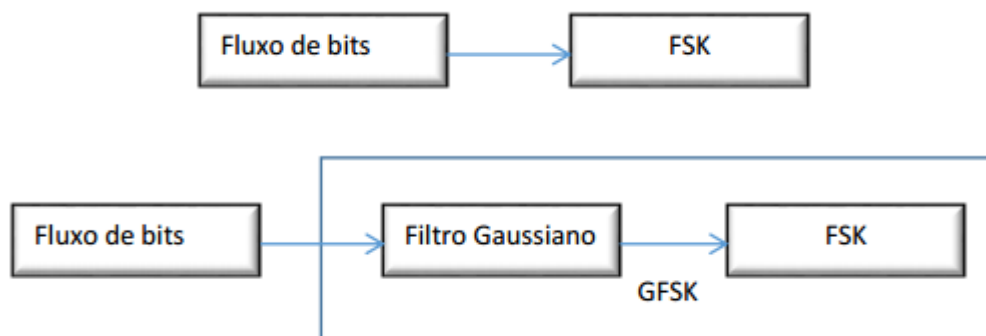 Fluxo de bits
FSK
Fluxo de bits
Filtro Gaussiano
FSK
GFSK